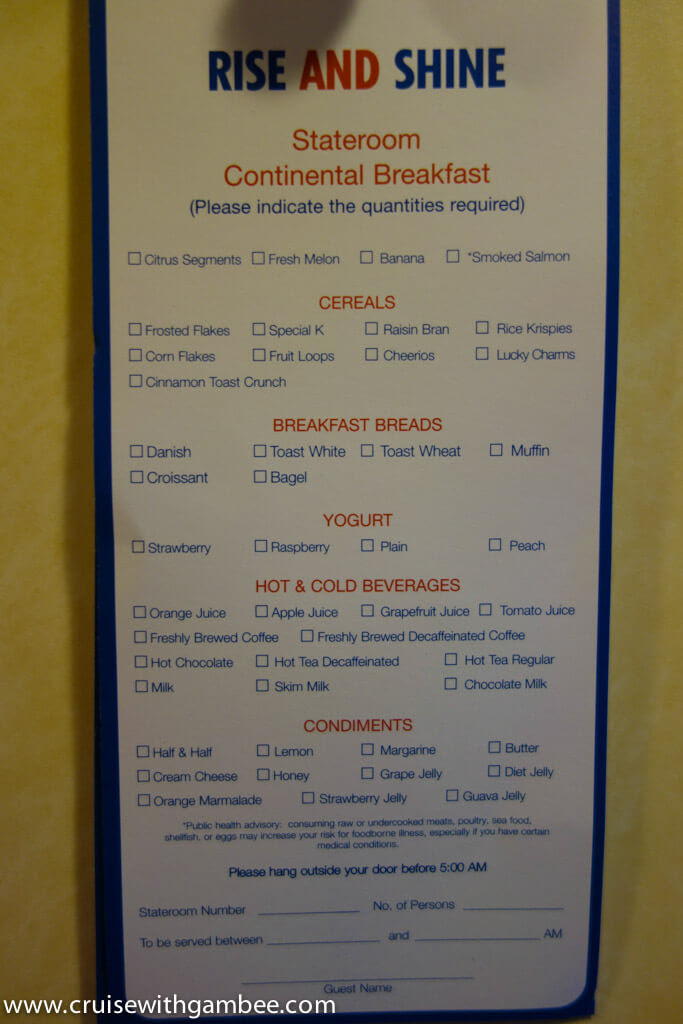 RISE AND SHINE
Stateroom
Continental Breakfast
(Please indicate the quantities required)
☐ Citrus Segments ☐ Fresh Melon ☐ Banana ☐ *Smoked Salmon
CEREALS
☐ Frosted Flakes ☐ Special K ☐ Raisin Bran ☐ Rice Krispies
☐ Corn Flakes ☐ Fruit Loops ☐ Cheerios ☐ Lucky Charms
☐ Cinnamon Toast Crunch
BREAKFAST BREADS
☐ Danish ☐ Toast White ☐ Toast Wheat ☐ Muffin
☐ Croissant ☐ Bagel
YOGURT
☐ Strawberry ☐ Raspberry ☐ Plain ☐ Peach
HOT & COLD BEVERAGES
☐ Orange Juice ☐ Apple Juice ☐ Grapefruit Juice ☐ Tomato Juice
☐ Freshly Brewed Coffee ☐ Freshly Brewed Decaffeinated Coffee
☐ Hot Chocolate ☐ Hot Tea Decaffeinated ☐ Hot Tea Regular
☐ Milk ☐ Skim Milk ☐ Chocolate Milk
CONDIMENTS
☐ Half & Half ☐ Lemon ☐ Margarine ☐ Butter
☐ Cream Cheese ☐ Honey ☐ Grape Jelly ☐ Diet Jelly
☐ Orange Marmalade ☐ Strawberry Jelly ☐ Guava Jelly
*Public health advisory: consuming raw or undercooked meats, poultry, sea food,
shellfish, or eggs may increase your risk for foodborne illness, especially if you have certain
medical conditions.
Please hang outside your door before 5:00 AM
Stateroom Number ____________ No. of Persons ____________
To be served between ____________ and ____________ AM
Guest Name
www.cruisewithgambee.com